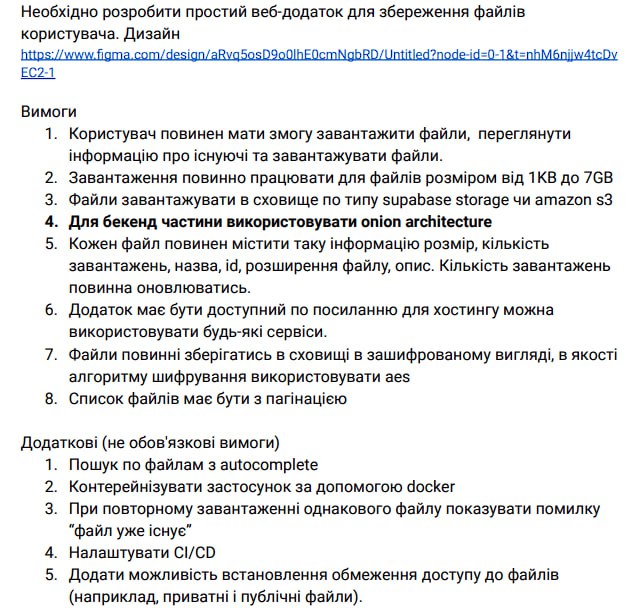 Необхідно розробити простий веб-додаток для збереження файлів
користувача. Дизайн
https://www.figma.com/design/aRvq5osD9o0lhE0cmNgbRD/Untitled?node-id=0-1&t=nhM6njjw4tcDv
EC2-1
Вимоги
1. Користувач повинен мати змогу завантажити файли, переглянути
інформацію про існуючі та завантажувати файли.
2. Завантаження повинно працювати для файлів розміром від 1KB до 7GB
3. Файли завантажувати в сховище по типу supabase storage чи amazon s3
4. Для бекенд частини використовувати onion architecture
5. Кожен файл повинен містити таку інформацію розмір, кількість
завантажень, назва, id, розширення файлу, опис. Кількість завантажень
повинна оновлюватись.
6. Додаток має бути доступний по посиланню для хостингу можна
використовувати будь-які сервіси.
7. Файли повинні зберігатись в сховищі в зашифрованому вигляді, в якості
алгоритму шифрування використовувати aes
8. Список файлів має бути з пагінацією
Додаткові (не обов'язкові вимоги)
1. Пошук по файлам з autocomplete
2. Контерейнізувати застосунок за допомогою docker
3. При повторному завантаженні однакового файлу показувати помилку
“файл уже існує”
4. Налаштувати CI/CD
5. Додати можливість встановлення обмеження доступу до файлів
(наприклад, приватні і публічні файли).